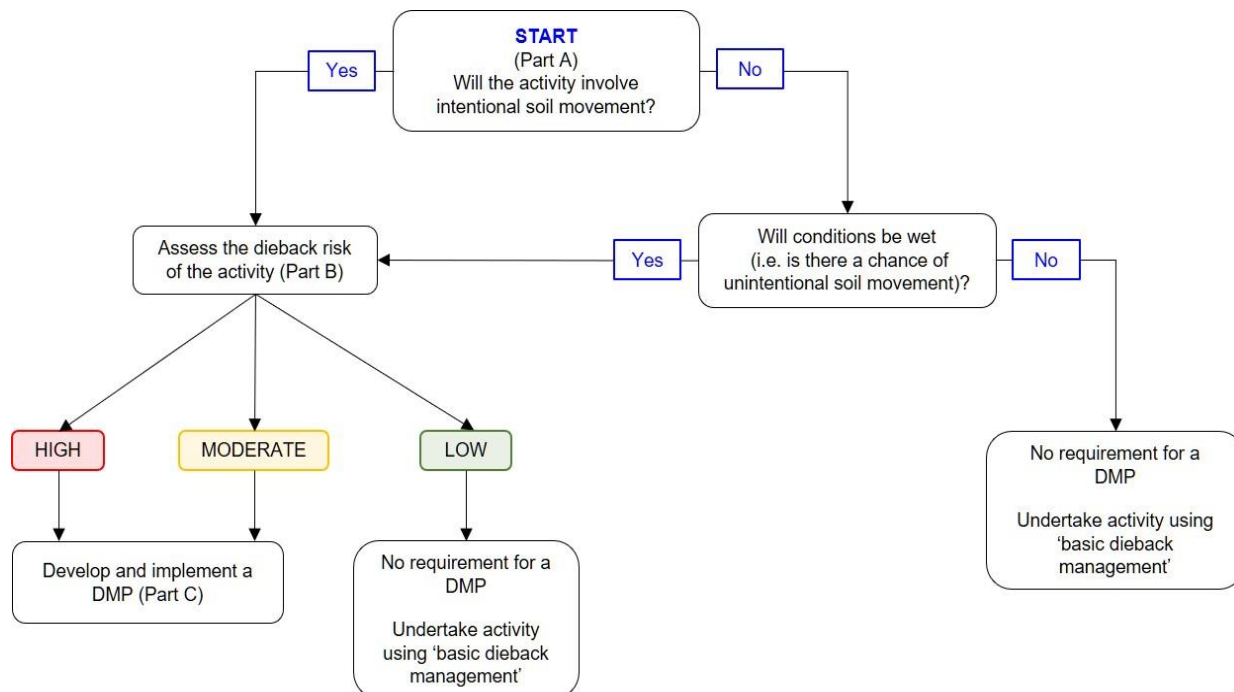 START
(Part A)
Will the activity involve
intentional soil movement?
Yes
No
Assess the dieback risk
of the activity (Part B)
Yes
Will conditions be wet
(i.e. is there a chance of
unintentional soil movement)?
No
HIGH
MODERATE
LOW
Develop and implement a
DMP (Part C)
No requirement for a
DMP
Undertake activity
using ‘basic dieback
management’
No requirement for a
DMP
Undertake activity using
‘basic dieback
management’